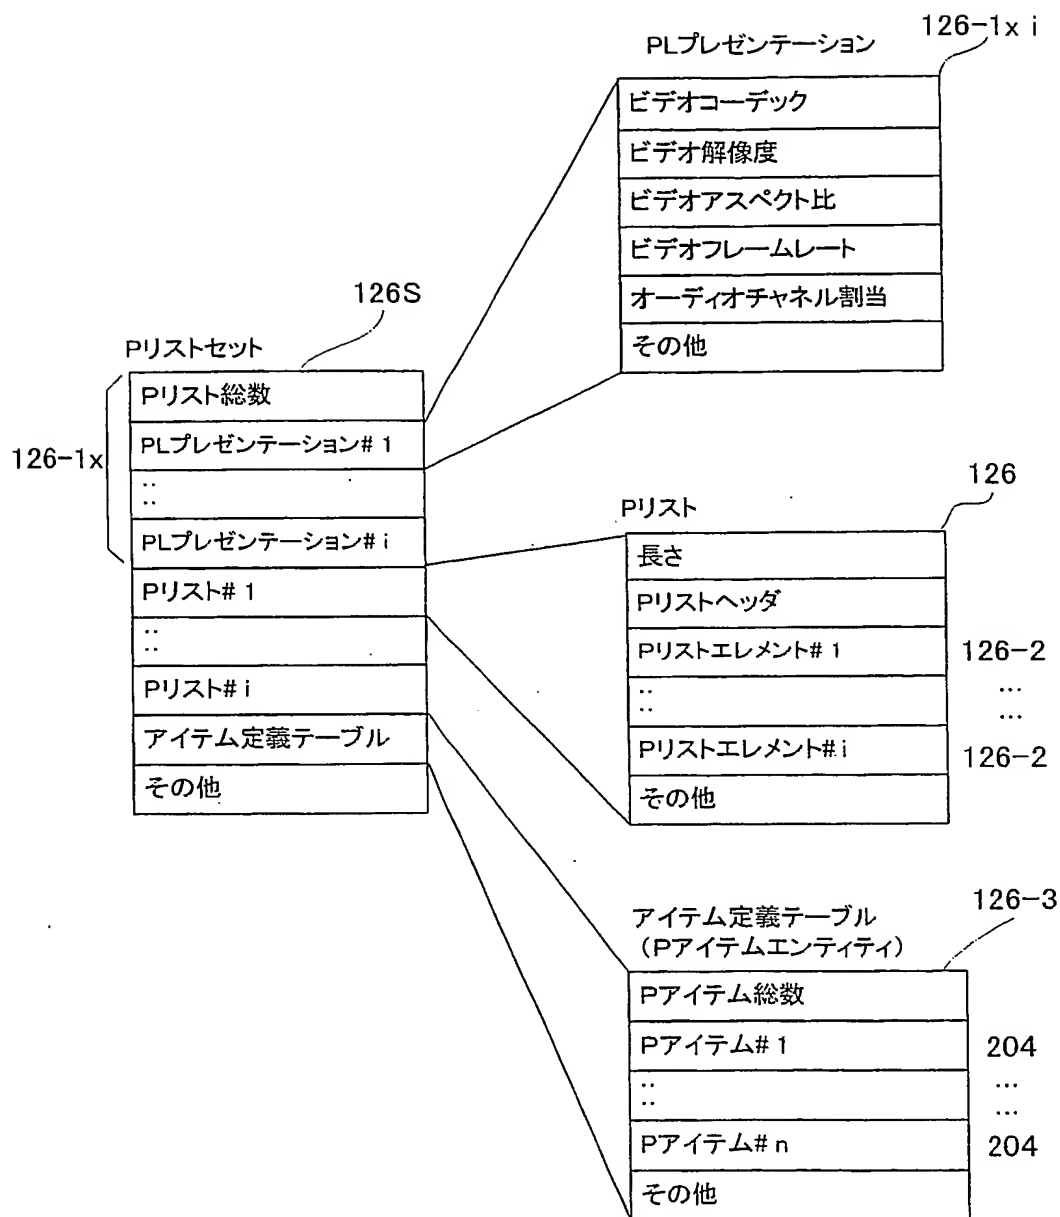 126-1x i
PLプレゼンテーション
ビデオコーデック
ビデオ解像度
ビデオアスペクト比
ビデオフレームレート
オーディオチャネル割当
その他
126S
Pリストセット
126-1x
Pリスト総数
PLプレゼンテーション# 1
::
PLプレゼンテーション# i
Pリスト# 1
::
Pリスト# i
アイテム定義テーブル
その他
126
Pリスト
長さ
Pリストヘッダ
Pリストエレメント# 1 126-2
:: …
…
Pリストエレメント# i 126-2
その他
126-3
アイテム定義テーブル
（Pアイテムエンティティ）
Pアイテム総数
Pアイテム# 1 204
:: …
…
Pアイテム# n 204
その他